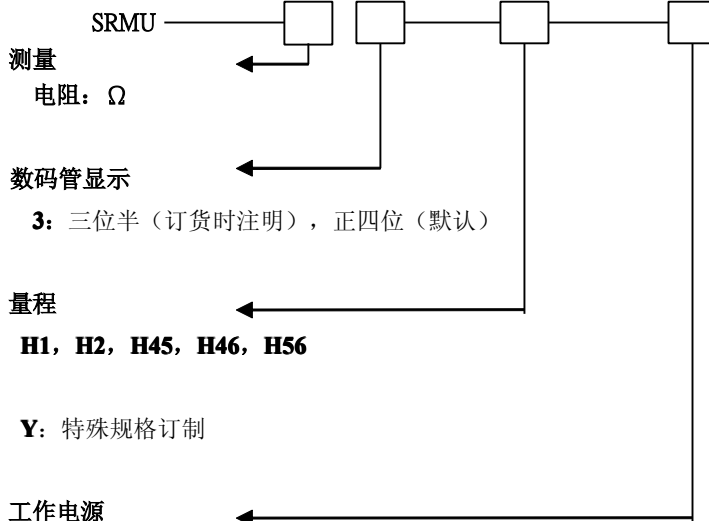 SRMU
测量
电阻：Ω
数码管显示
3：三位半（订货时注明），正四位（默认）
量程
H1，H2，H45，H46，H56
Y：特殊规格订制
工作电源